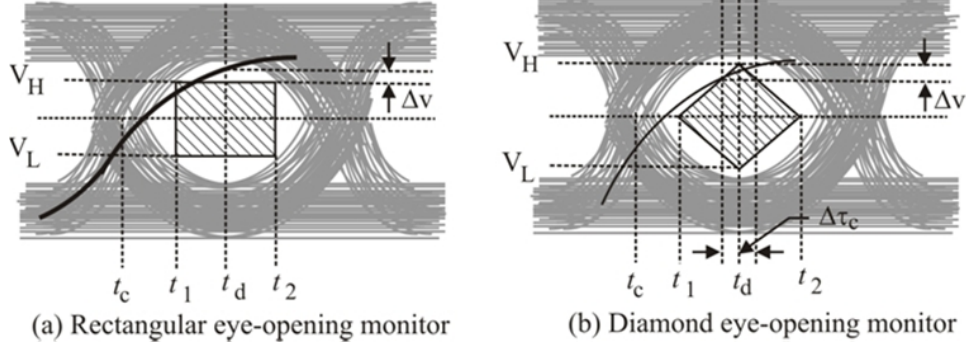 V_H
Δv
V_L
t_c t_1 t_d t_2
(a) Rectangular eye-opening monitor
V_H
Δv
V_L
Δτ_c
t_c t_1 t_d t_2
(b) Diamond eye-opening monitor